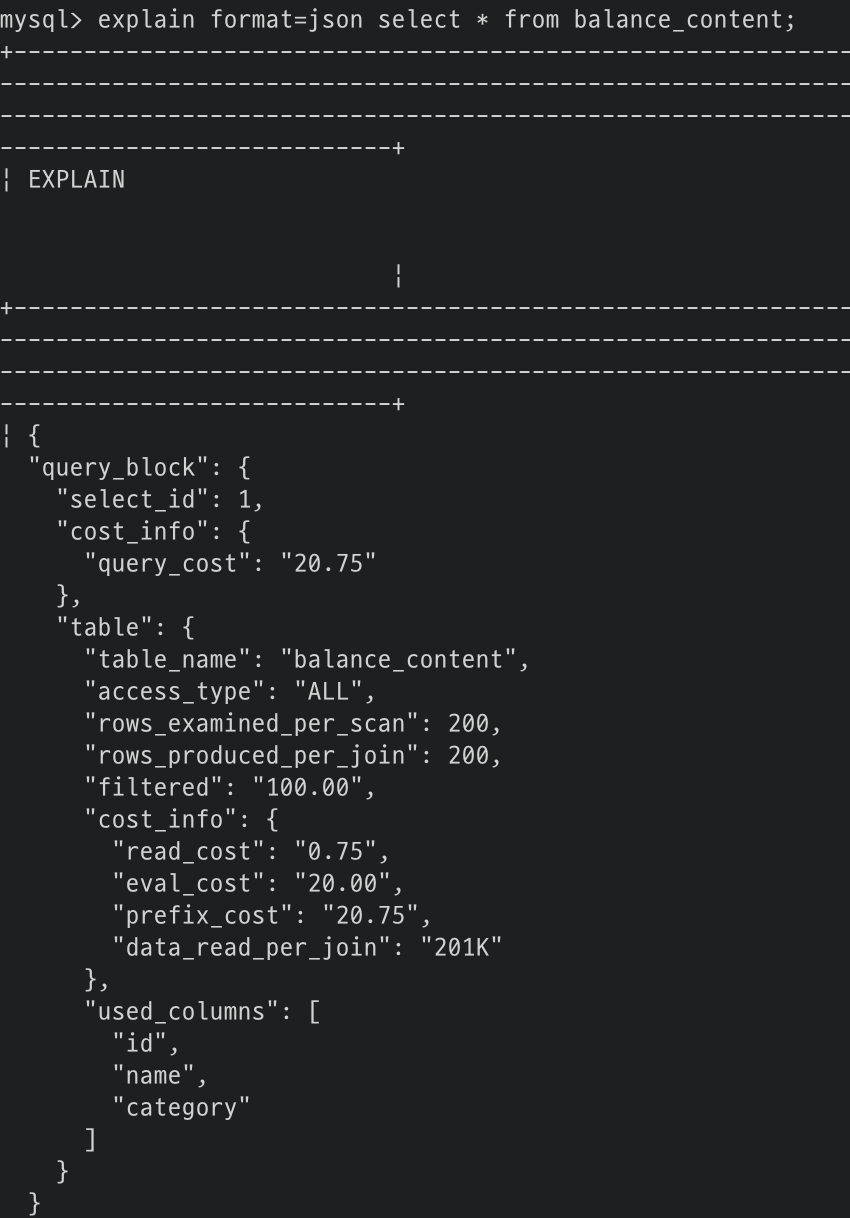 mysql> explain format=json select * from balance_content;
+------------------------------------------------------------
-------------------------------------------------------------
-------------------------------------------------------------
----------------------------+
¦ EXPLAIN
¦
+------------------------------------------------------------
-------------------------------------------------------------
-------------------------------------------------------------
----------------------------+
¦ {
  "query_block": {
    "select_id": 1,
    "cost_info": {
      "query_cost": "20.75"
    },
    "table": {
      "table_name": "balance_content",
      "access_type": "ALL",
      "rows_examined_per_scan": 200,
      "rows_produced_per_join": 200,
      "filtered": "100.00",
      "cost_info": {
        "read_cost": "0.75",
        "eval_cost": "20.00",
        "prefix_cost": "20.75",
        "data_read_per_join": "201K"
      },
      "used_columns": [
        "id",
        "name",
        "category"
      ]
    }
  }